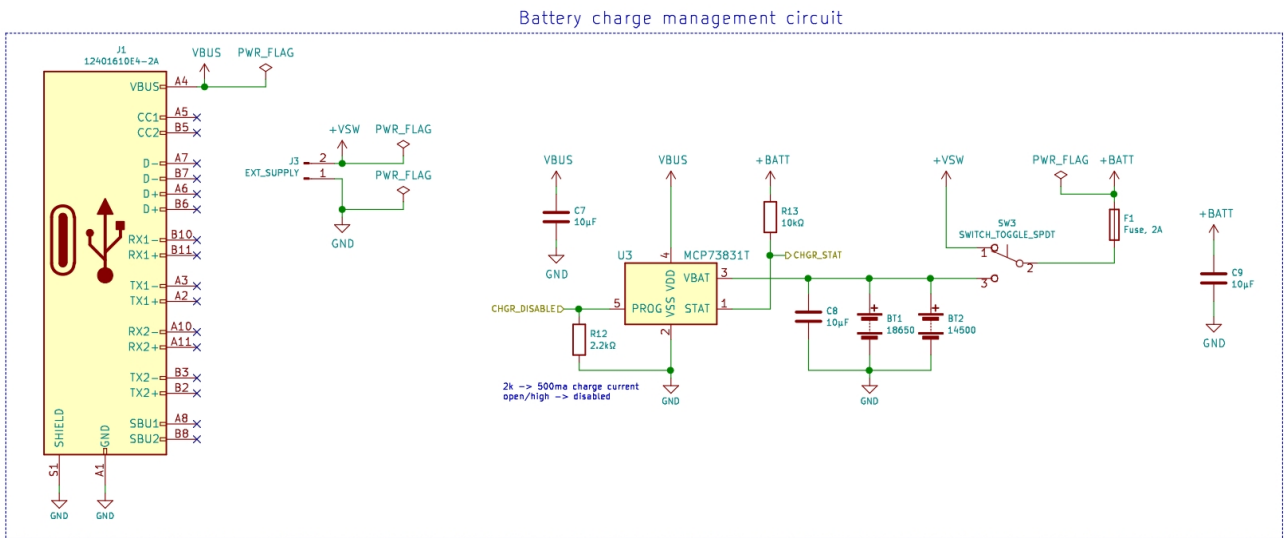 Battery charge management circuit
J1
12401610E4-2A
VBUS
PWR_FLAG
VBUS
A4
CC1
A5
CC2
B5
D-
A7
D-
B7
D+
A6
D+
B6
RX1-
B10
RX1+
B11
TX1-
A3
TX1+
A2
RX2-
A10
RX2+
A11
TX2-
B3
TX2+
B2
SBU1
A8
SBU2
B8
SHIELD
GND
S1
A1
GND
GND
+VSW
PWR_FLAG
J3
EXT_SUPPLY
2
1
PWR_FLAG
GND
VBUS
C7
10µF
GND
VBUS
+BATT
R13
10kΩ
CHGR_STAT
U3
MCP73831T
4
VDD
VBAT
3
CHGR_DISABLE
5
PROG
VSS
STAT
1
2
R12
2.2kΩ
2k -> 500ma charge current
open/high -> disabled
GND
C8
10µF
BT1
18650
BT2
14500
GND
+VSW
PWR_FLAG
+BATT
SW3
SWITCH_TOGGLE_SPDT
1
2
3
F1
Fuse, 2A
+BATT
C9
10µF
GND